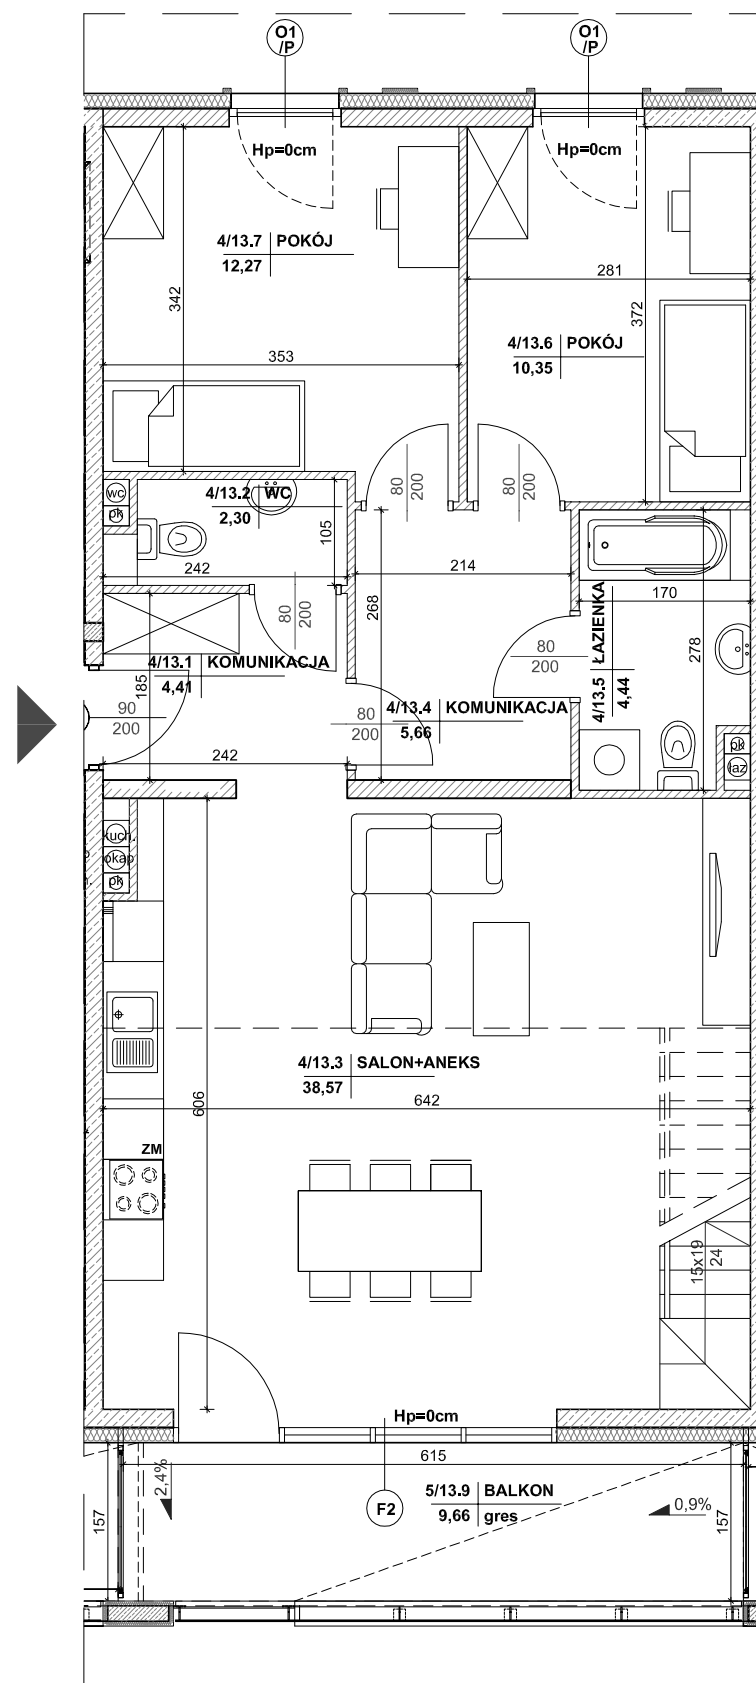 O1
/P
O1
/P
Hp=0cm
Hp=0cm
4/13.7 POKÓJ
12,27
342
353
281
372
4/13.6 POKÓJ
10,35
80
200
80
200
wc
pk
4/13.2 WC
2,30
105
242
214
268
170
278
80
200
80
200
4/13.1 KOMUNIKACJA
4,41
185
90
200
242
80
200
4/13.4 KOMUNIKACJA
5,66
4/13.5 ŁAZIENKA
4,44
pk
łaz
kuch.
okap
pk
4/13.3 SALON+ANEKS
38,57
606
642
ZM
15x19
24
Hp=0cm
615
2,4%
F2
5/13.9 BALKON
9,66 gres
0,9%
157
157